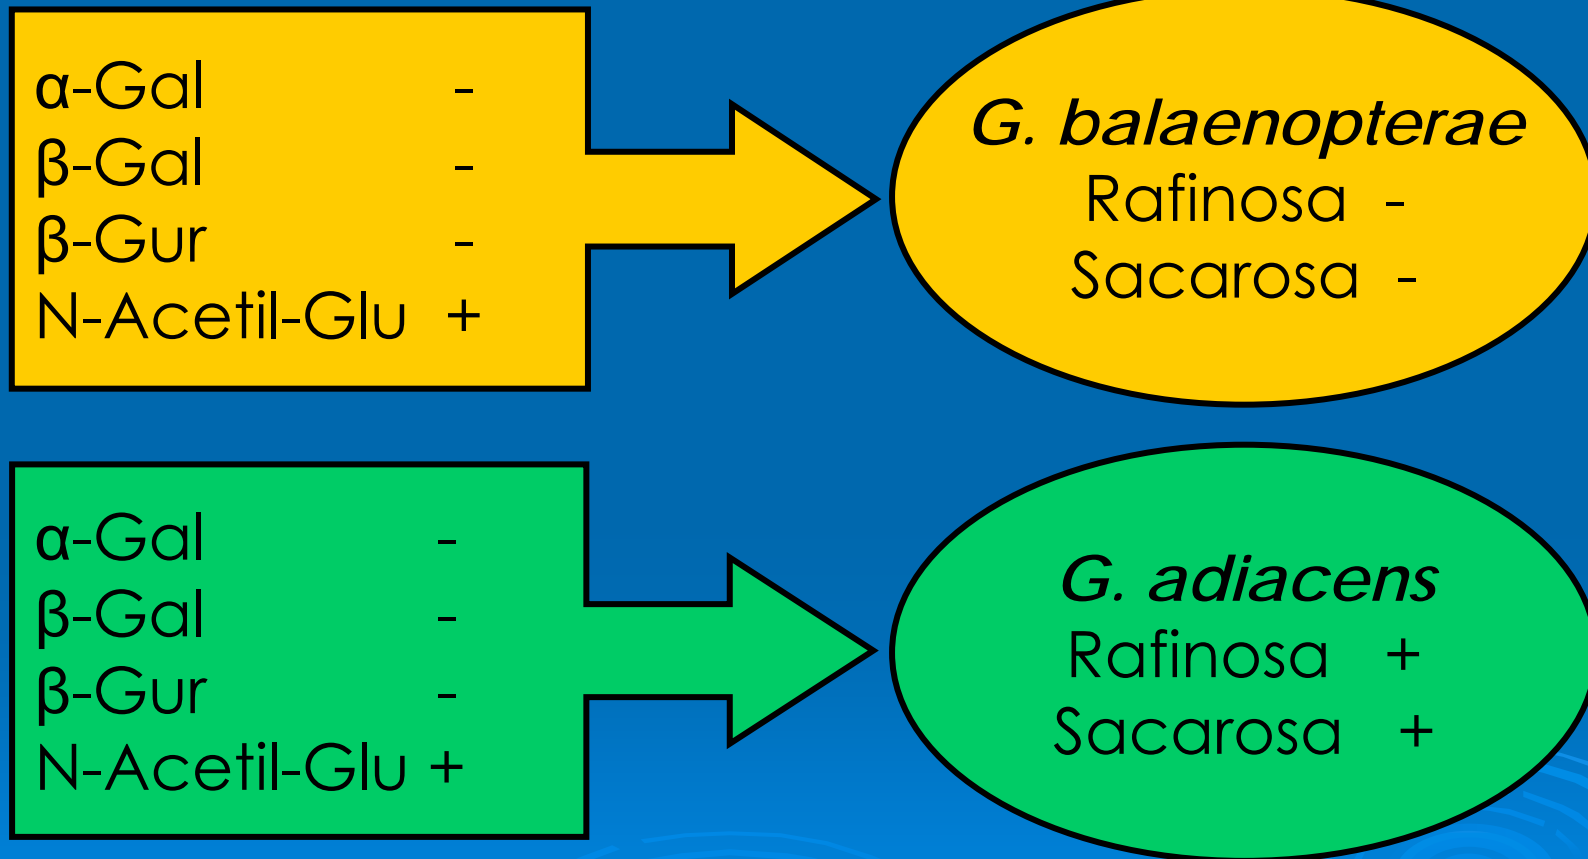 α-Gal -
β-Gal -
β-Gur -
N-Acetil-Glu +
G. balaenopterae
Rafinosa -
Sacarosa -
α-Gal -
β-Gal -
β-Gur -
N-Acetil-Glu +
G. adiacens
Rafinosa +
Sacarosa +